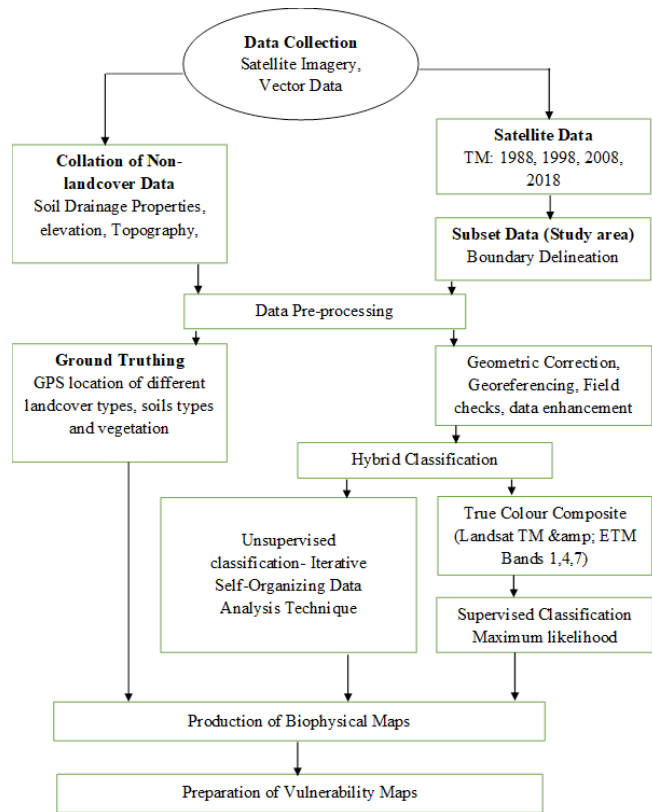 Data Collection
Satellite Imagery,
Vector Data
Collation of Non-
landcover Data
Soil Drainage Properties,
elevation, Topography,
Satellite Data
TM: 1988, 1998, 2008,
2018
Subset Data (Study area)
Boundary Delineation
Data Pre-processing
Ground Truthing
GPS location of different
landcover types, soils types
and vegetation
Geometric Correction,
Georeferencing, Field
checks, data enhancement
Hybrid Classification
Unsupervised
classification- Iterative
Self-Organizing Data
Analysis Technique
True Colour Composite
(Landsat TM &amp; ETM
Bands 1,4,7)
Supervised Classification
Maximum likelihood
Production of Biophysical Maps
Preparation of Vulnerability Maps